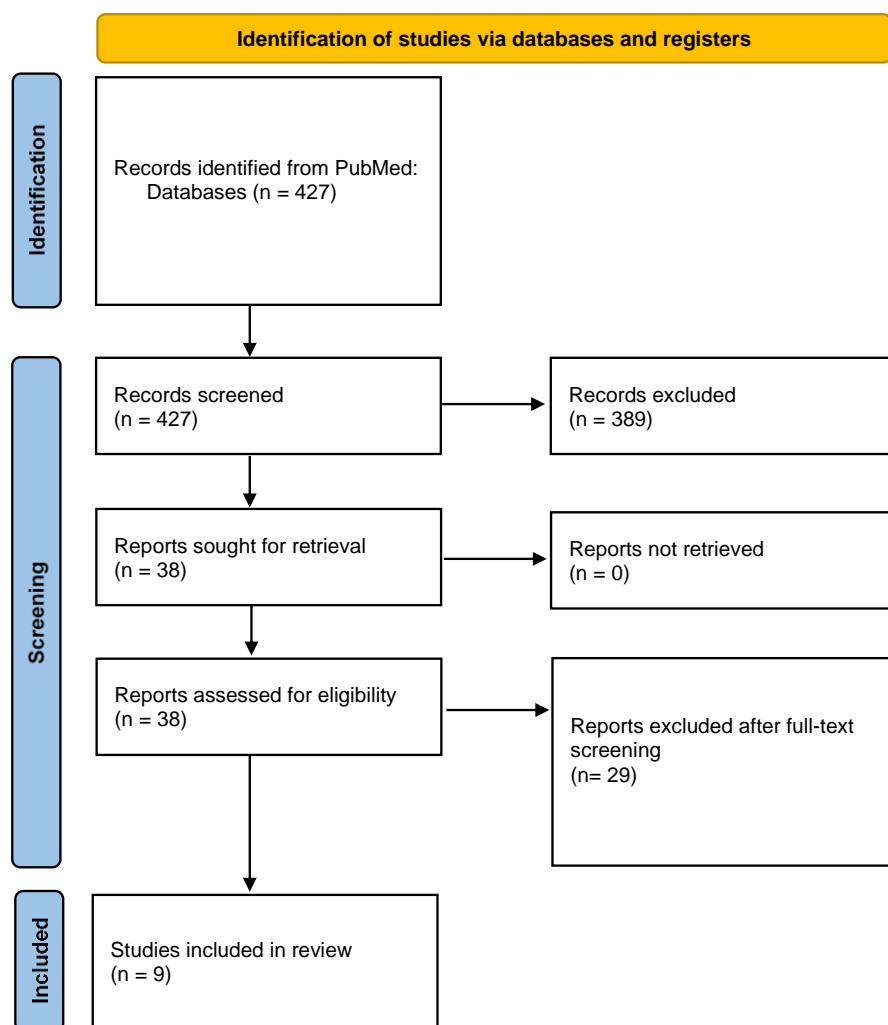 Identification of studies via databases and registers
Identification
Records identified from PubMed:
Databases (n = 427)
Screening
Records screened
(n = 427)
Records excluded
(n = 389)
Reports sought for retrieval
(n = 38)
Reports not retrieved
(n = 0)
Reports assessed for eligibility
(n = 38)
Reports excluded after full-text
screening
(n= 29)
Included
Studies included in review
(n = 9)